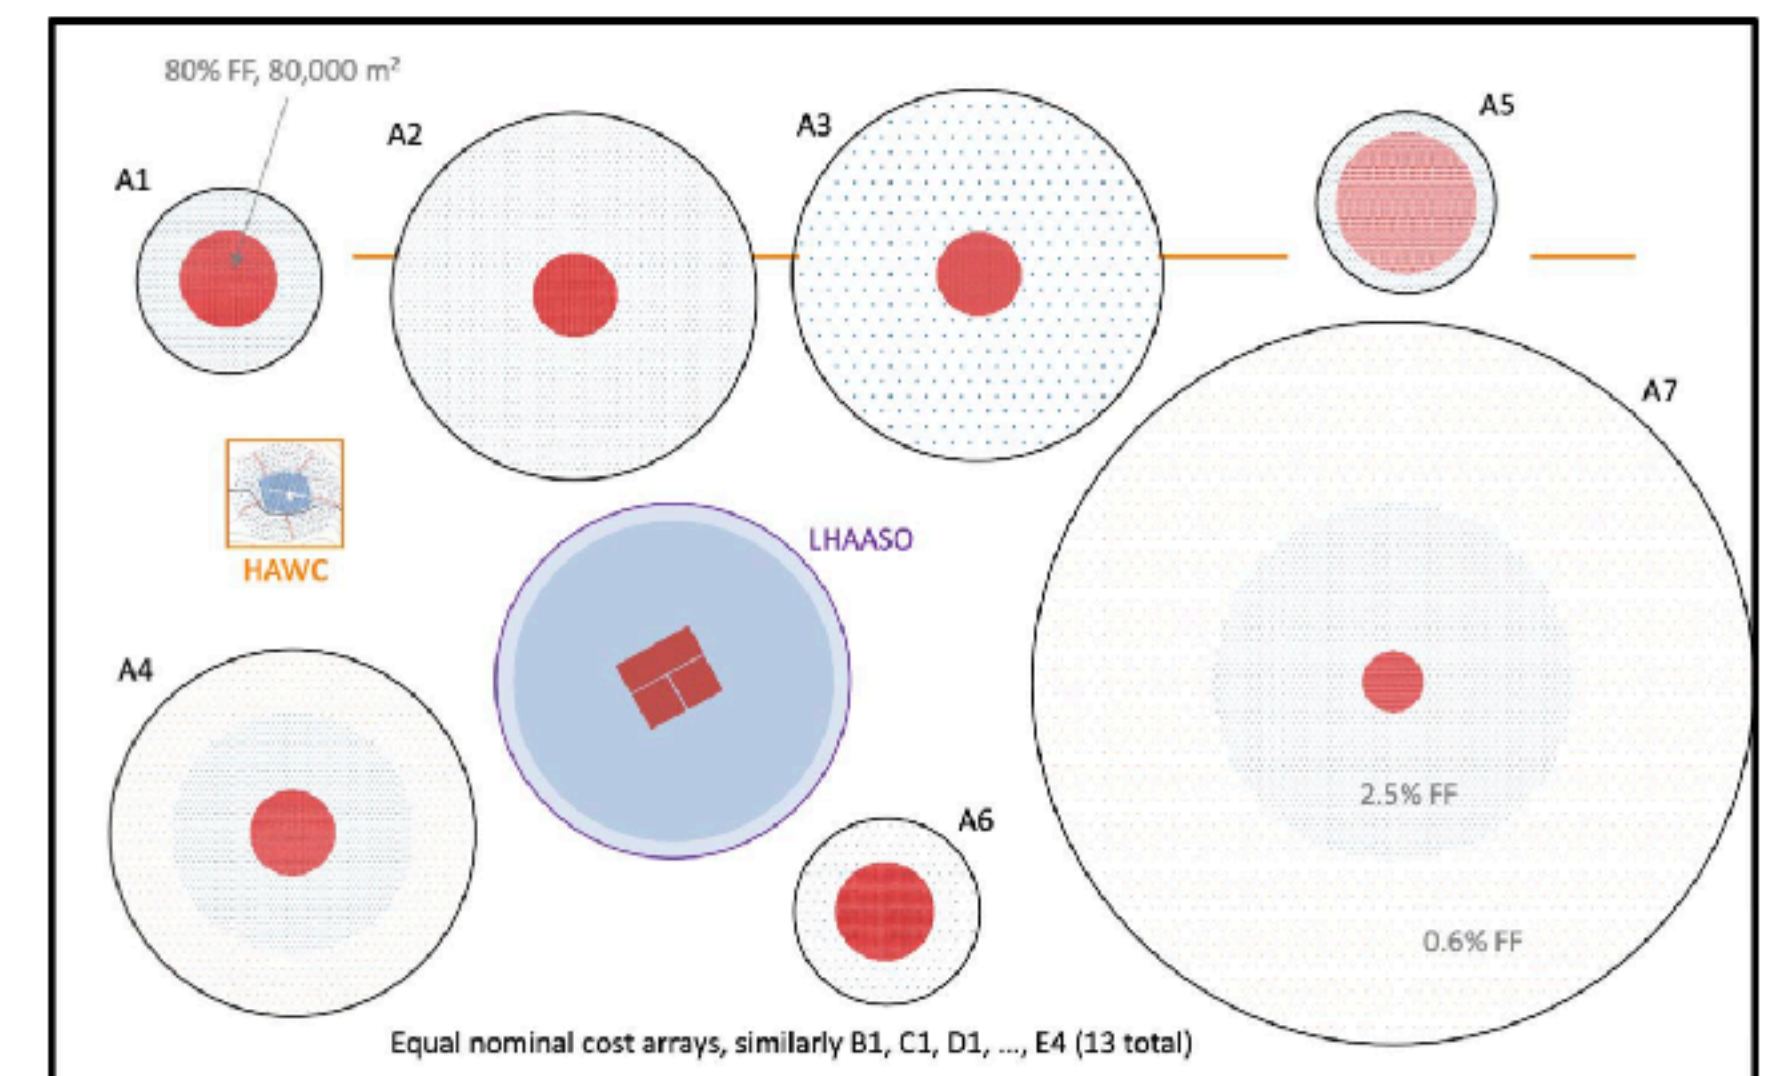 80% FF, 80,000 m²
A1
A2
A3
A5
A7
HAWC
LHAASO
A4
A6
2.5% FF
0.6% FF
Equal nominal cost arrays, similarly B1, C1, D1, ..., E4 (13 total)